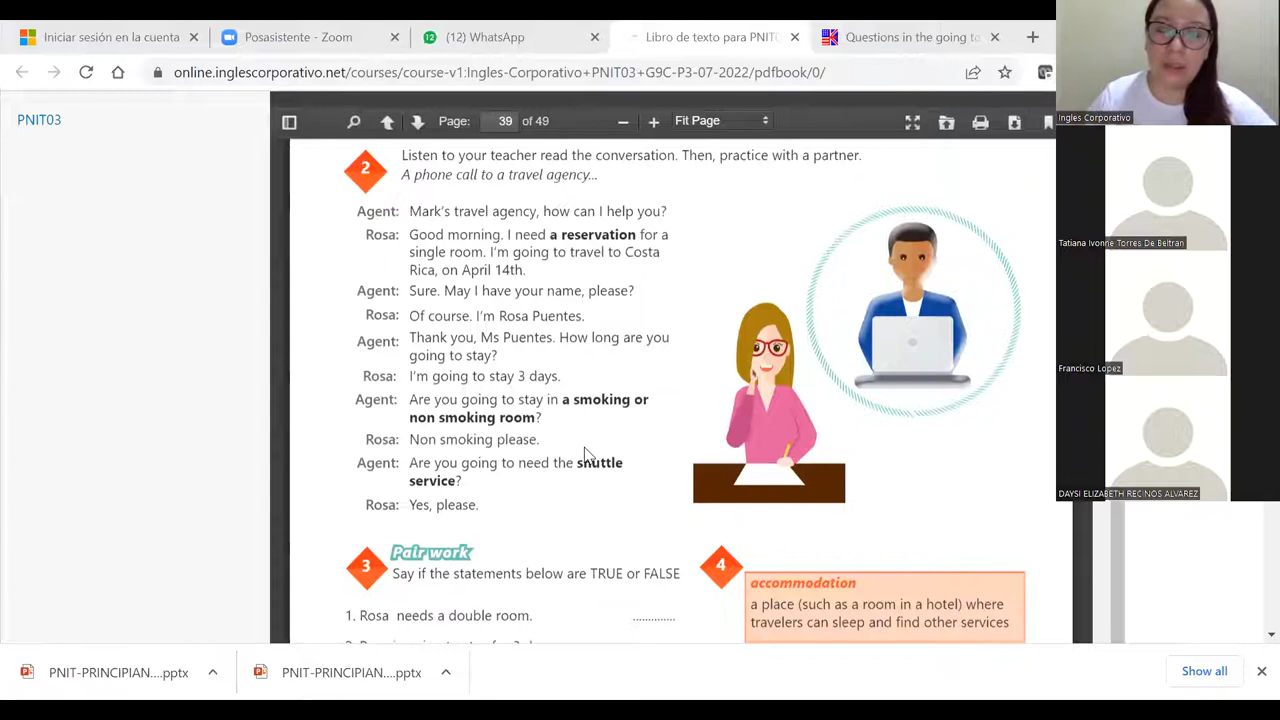 Iniciar sesión en la cuenta
Posasistente - Zoom
(12) WhatsApp
Libro de texto para PNIT0
Questions in the going to
online.inglescorporativo.net/courses/course-v1:Ingles-Corporativo+PNIT03+G9C-P3-07-2022/pdfbook/0/
Ingles Corporativo
PNIT03
Page: 39 of 49
Fit Page
2
Listen to your teacher read the conversation. Then, practice with a partner.
A phone call to a travel agency...
Agent: Mark's travel agency, how can I help you?
Rosa: Good morning. I need a reservation for a
single room. I'm going to travel to Costa
Rica, on April 14th.
Agent: Sure. May I have your name, please?
Rosa: Of course. I'm Rosa Puentes.
Agent: Thank you, Ms Puentes. How long are you
going to stay?
Rosa: I'm going to stay 3 days.
Agent: Are you going to stay in a smoking or
non smoking room?
Rosa: Non smoking please.
Agent: Are you going to need the shuttle
service?
Rosa: Yes, please.
3
Pair work
Say if the statements below are TRUE or FALSE
1. Rosa needs a double room. ..............
4
accommodation
a place (such as a room in a hotel) where
travelers can sleep and find other services
Tatiana Ivonne Torres De Beltran
Francisco Lopez
DAYSI ELIZABETH RECINOS ALVAREZ
PNIT-PRINCIPIAN....pptx
PNIT-PRINCIPIAN....pptx
Show all